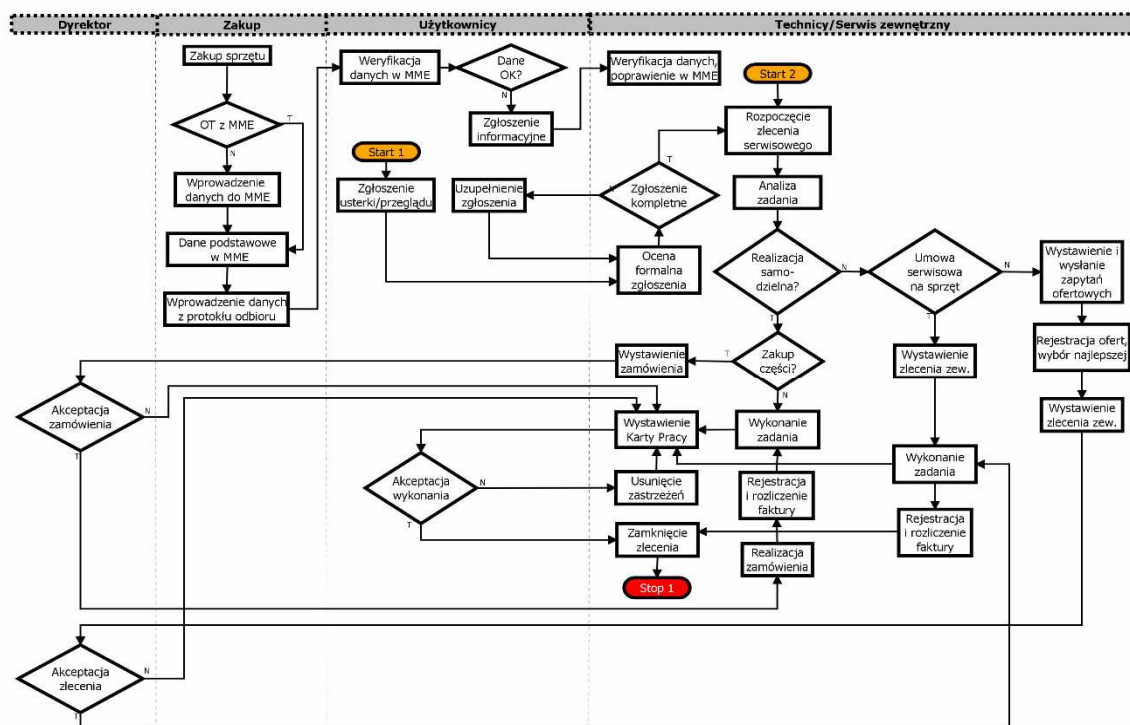 Dyrektor
Zakup
Użytkownicy
Technicy/Serwis zewnętrzny
Zakup sprzętu
T
OT z MME
N
Wprowadzenie
danych do MME
Dane podstawowe
w MME
Wprowadzenie danych
z protokłu odbioru
Weryfikacja
danych w MME
Dane
OK?
N
Zgłoszenie
informacyjne
Weryfikacja danych,
poprawienie w MME
Start 1
Zgłoszenie
usterki/przeglądu
Uzupełnienie
zgłoszenia
T
Zgłoszenie
kompletne
N
Ocena
formalna
zgłoszenia
Start 2
Rozpoczęcie
zlecenia
serwisowego
Analiza
zadania
Realizacja
samo-
dzielna?
N
T
Umowa
serwisowa
na sprzęt
N
T
Wystawienie i
wysłanie
zapytań
ofertowych
Rejestracja ofert,
wybór najlepszej
Wystawienie
zlecenia zew.
Wystawienie
zlecenia zew.
Zakup
części?
T
N
Wystawienie
zamówienia
Akceptacja
zamówienia
N
T
Wystawienie
Karty Pracy
Wykonanie
zadania
Wykonanie
zadania
Akceptacja
wykonania
N
T
Usunięcie
zastrzeżeń
Rejestracja
i rozliczenie
faktury
Rejestracja
i rozliczenie
faktury
Zamknięcie
zlecenia
Realizacja
zamówienia
Stop 1
Akceptacja
zlecenia
N
T